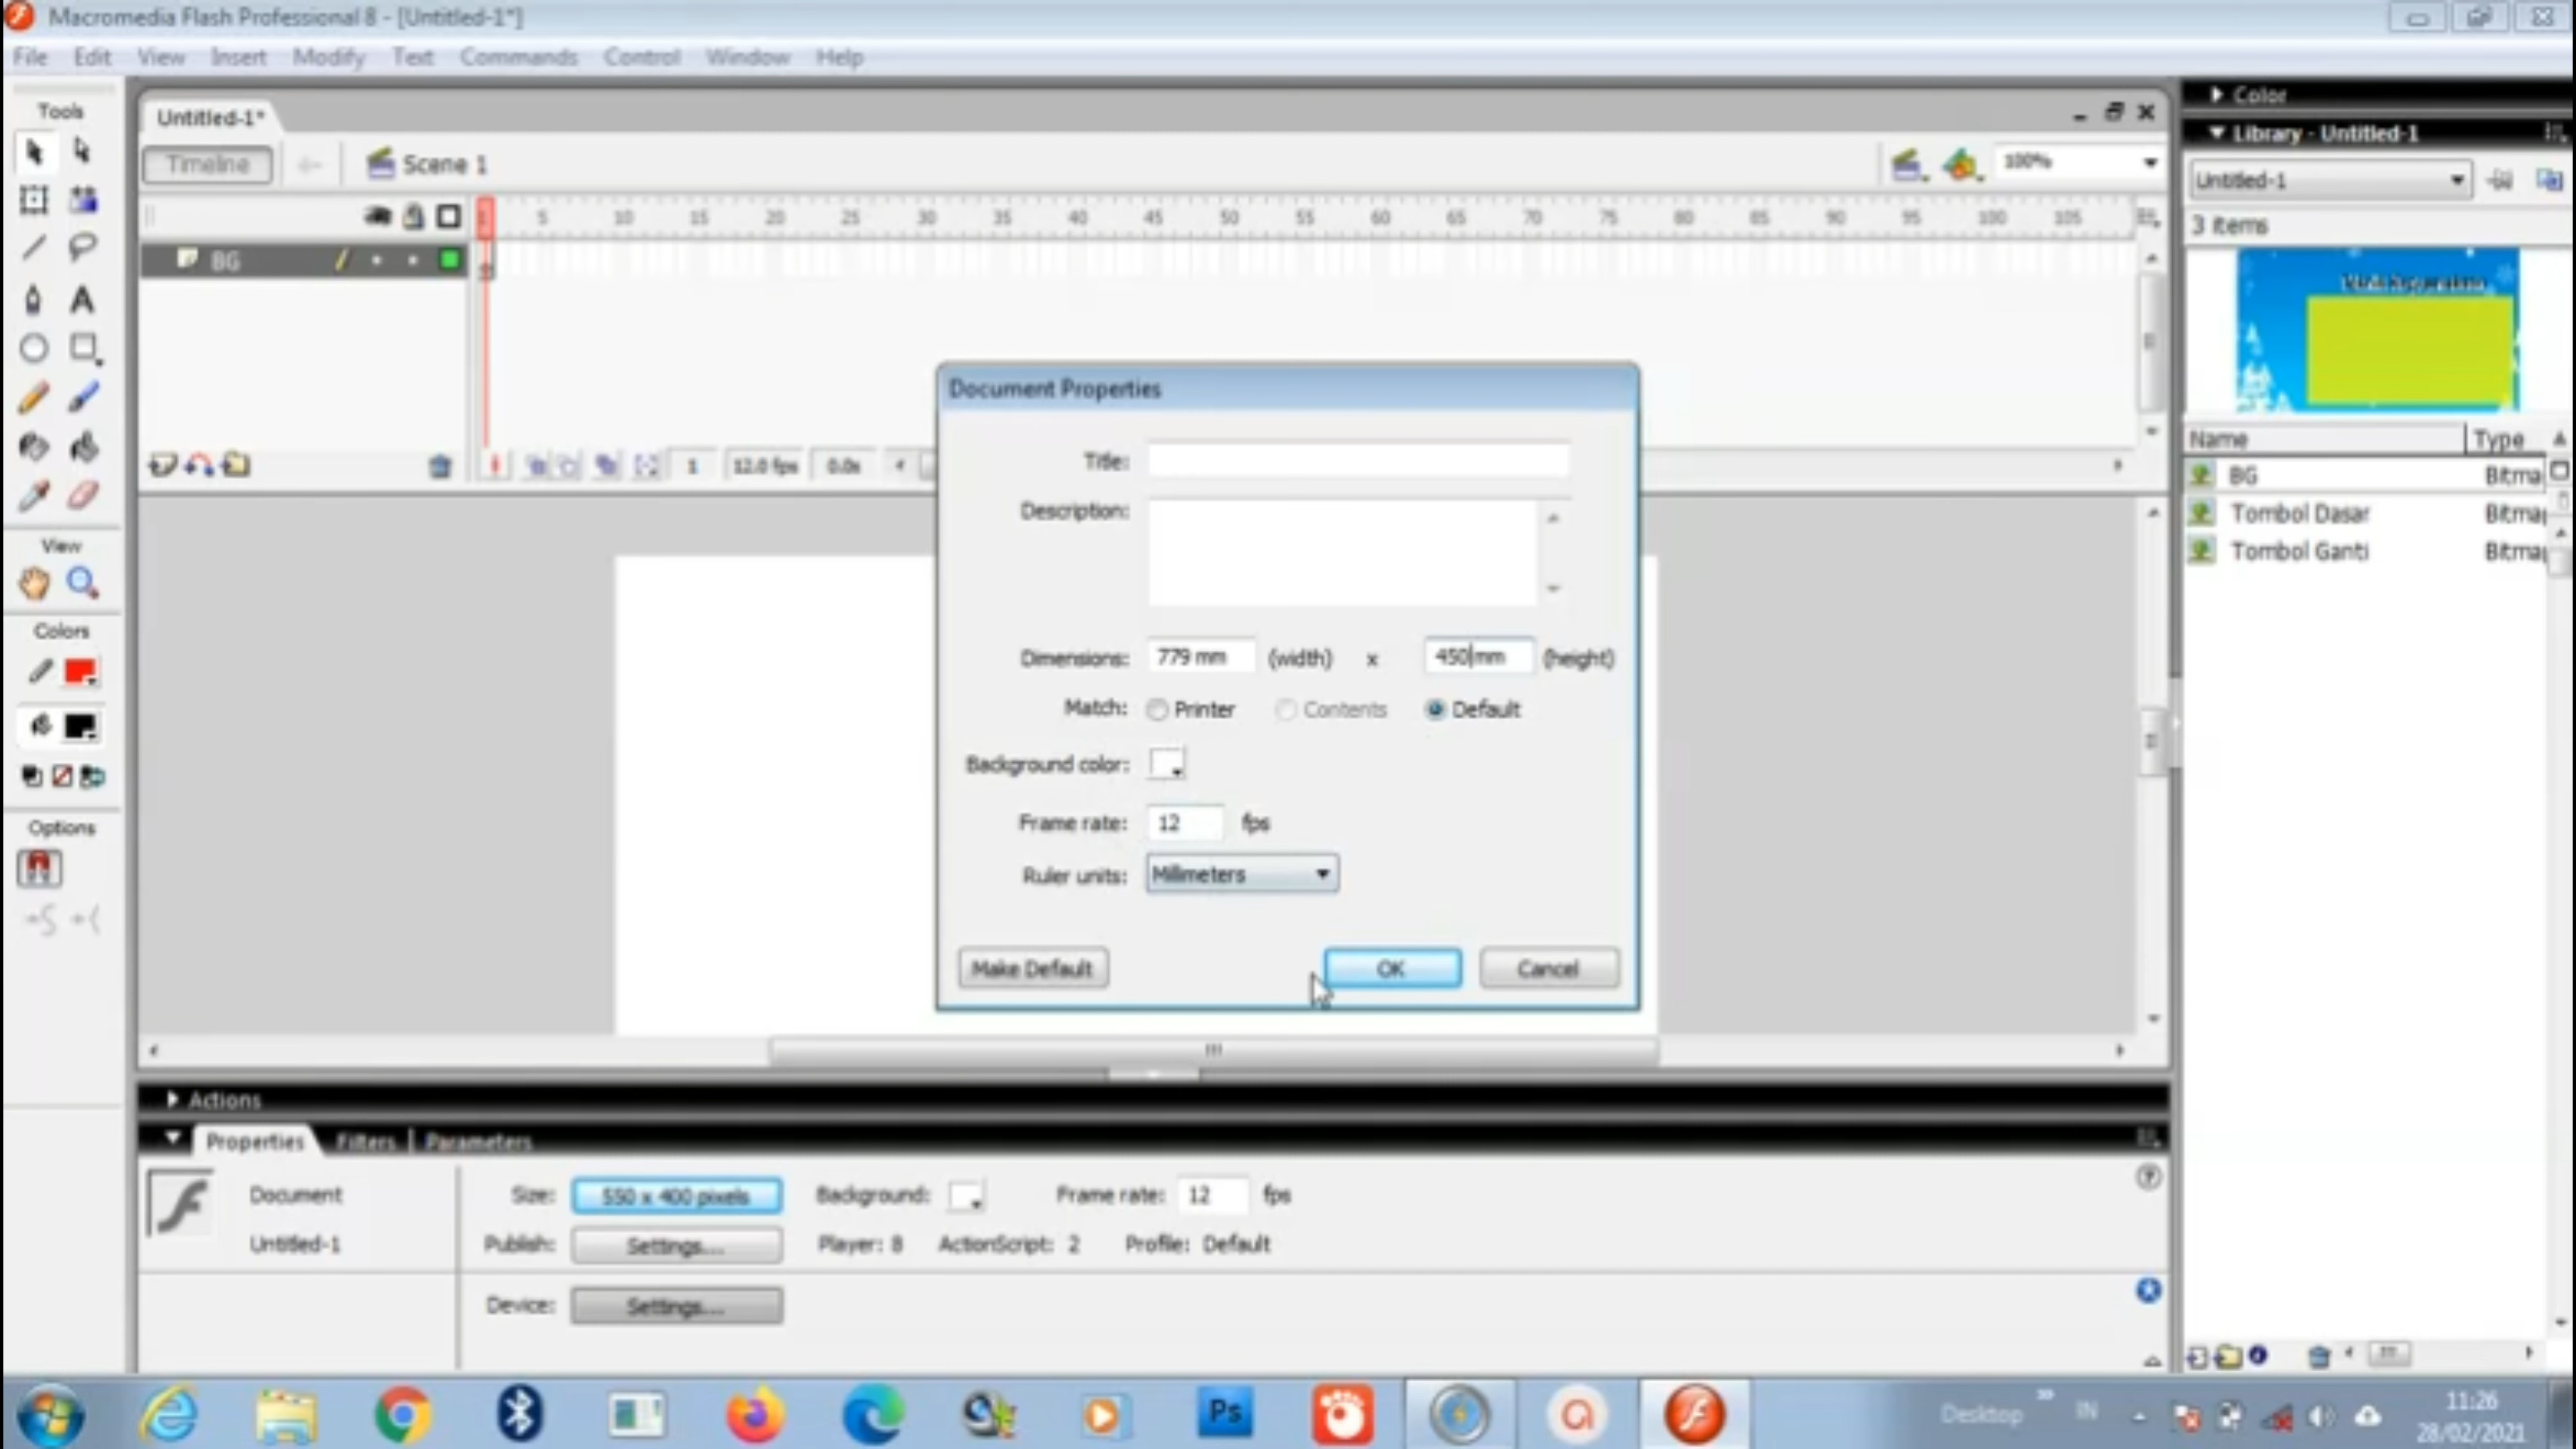 Macromedia Flash Professional 8 - [Untitled-1*]
File Edit View Insert Modify Text Commands Control Window Help
Tools
Untitled-1*
Timeline
Scene 1
100%
5 10 15 20 25 30 35 40 45 50 55 60 65 70 75 80 85 90 95 100 105
BG
1 12.0 fps 0.0s
View
Colors
Options
Document Properties
Title:
Description:
Dimensions: 779 mm (width) x 450 mm (height)
Match: Printer Contents Default
Background color:
Frame rate: 12 fps
Ruler units: Millimeters
Make Default OK Cancel
Color
Library - Untitled-1
Untitled-1
3 items
Name Type
BG Bitma
Tombol Dasar Bitma
Tombol Ganti Bitma
Actions
Properties Filters Parameters
Document
Untitled-1
Size: 550 x 400 pixels Background: Frame rate: 12 fps
Publish: Settings... Player: 8 ActionScript: 2 Profile: Default
Device: Settings...
Ps
Desktop
IN
11:26
28/02/2021